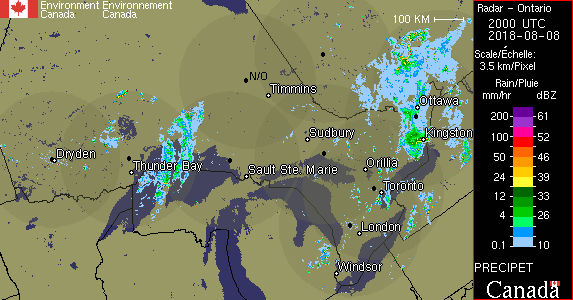 Environment Environnement
Canada Canada
100 KM
N/O
Timmins
Ottawa
Sudbury
Kingston
Dryden
Thunder Bay
Sault Ste. Marie
Orillia
Toronto
London
Windsor
Radar - Ontario
2000 UTC
2018-08-08
Scale/Échelle:
3.5 km/Pixel
Rain/Pluie
mm/hr dBZ
200 61
100 52
50 46
24 39
12 33
4 26
0.1 10
PRECIPET
Canada